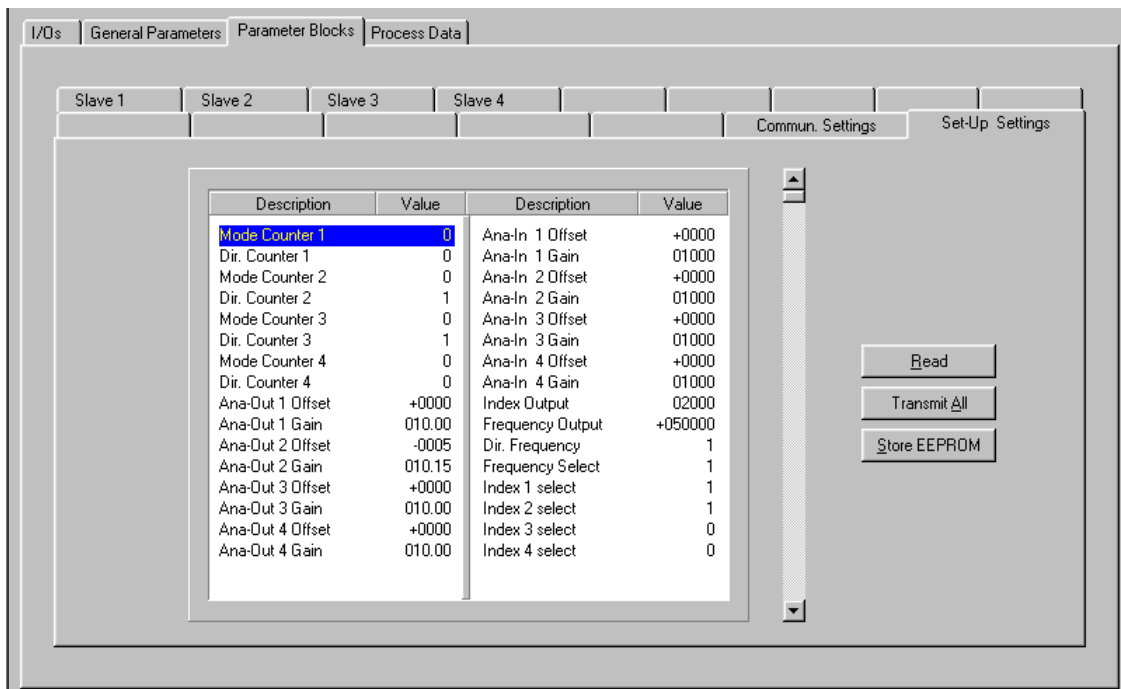 I/Os General Parameters Parameter Blocks Process Data
Slave 1 Slave 2 Slave 3 Slave 4
Commun. Settings Set-Up Settings
Description Value Description Value
Mode Counter 1 0 Ana-In 1 Offset +0000
Dir. Counter 1 0 Ana-In 1 Gain 01000
Mode Counter 2 0 Ana-In 2 Offset +0000
Dir. Counter 2 1 Ana-In 2 Gain 01000
Mode Counter 3 0 Ana-In 3 Offset +0000
Dir. Counter 3 1 Ana-In 3 Gain 01000
Mode Counter 4 0 Ana-In 4 Offset +0000
Dir. Counter 4 0 Ana-In 4 Gain 01000
Ana-Out 1 Offset +0000 Index Output 02000
Ana-Out 1 Gain 010.00 Frequency Output +050000
Ana-Out 2 Offset -0005 Dir. Frequency 1
Ana-Out 2 Gain 010.15 Frequency Select 1
Ana-Out 3 Offset +0000 Index 1 select 1
Ana-Out 3 Gain 010.00 Index 2 select 1
Ana-Out 4 Offset +0000 Index 3 select 0
Ana-Out 4 Gain 010.00 Index 4 select 0
Read
Transmit All
Store EEPROM